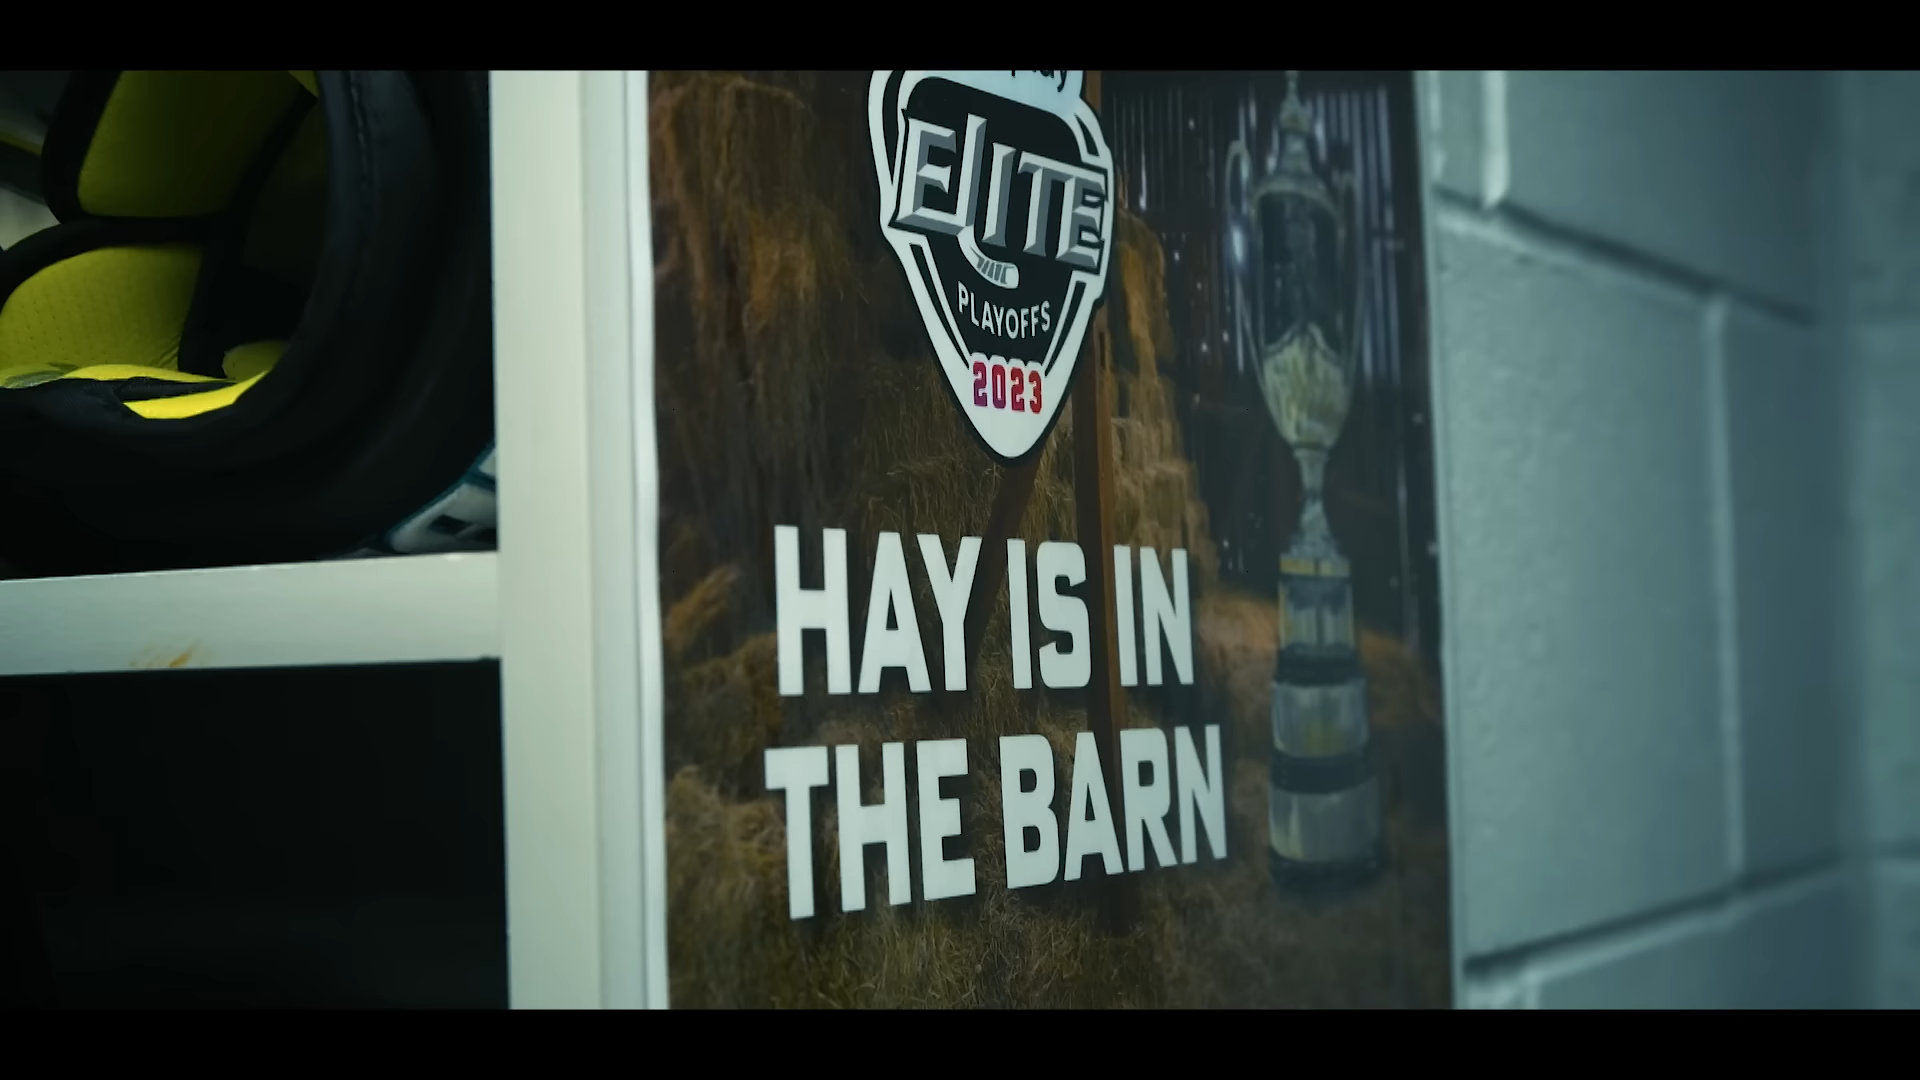 ELITE
PLAYOFFS
2023
HAY IS IN
THE BARN